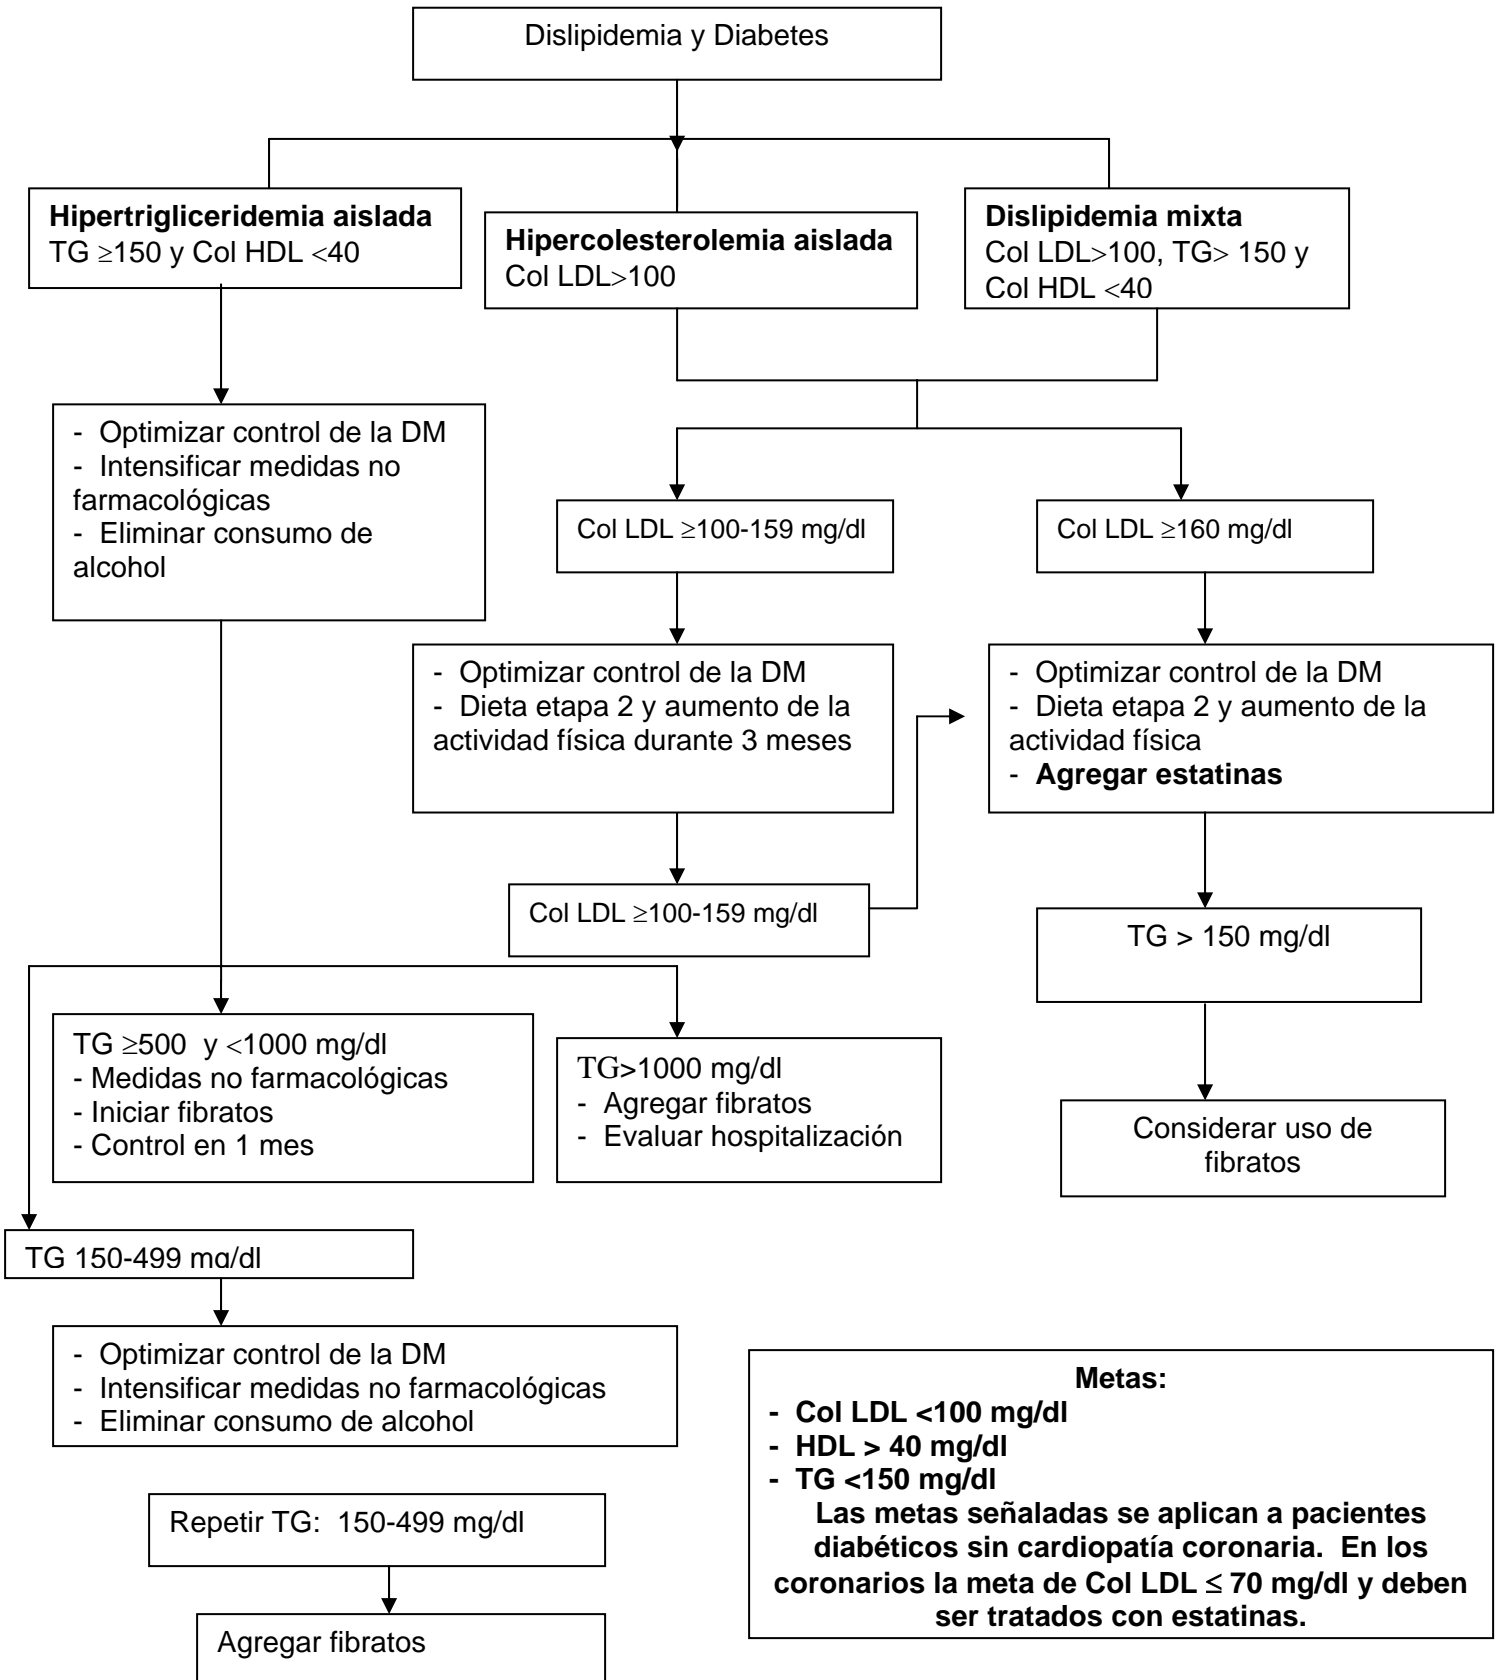 Dislipidemia y Diabetes
Hipertrigliceridemia aislada
TG ≥150 y Col HDL <40
Hipercolesterolemia aislada
Col LDL>100
Dislipidemia mixta
Col LDL>100, TG> 150 y
Col HDL <40
- Optimizar control de la DM
- Intensificar medidas no
farmacológicas
- Eliminar consumo de
alcohol
Col LDL ≥100-159 mg/dl
Col LDL ≥160 mg/dl
- Optimizar control de la DM
- Dieta etapa 2 y aumento de la
actividad física durante 3 meses
- Optimizar control de la DM
- Dieta etapa 2 y aumento de la
actividad física
- Agregar estatinas
Col LDL ≥100-159 mg/dl
TG > 150 mg/dl
TG ≥500 y <1000 mg/dl
- Medidas no farmacológicas
- Iniciar fibratos
- Control en 1 mes
TG>1000 mg/dl
- Agregar fibratos
- Evaluar hospitalización
Considerar uso de
fibratos
TG 150-499 mg/dl
- Optimizar control de la DM
- Intensificar medidas no farmacológicas
- Eliminar consumo de alcohol
Repetir TG: 150-499 mg/dl
Agregar fibratos
Metas:
- Col LDL <100 mg/dl
- HDL > 40 mg/dl
- TG <150 mg/dl
Las metas señaladas se aplican a pacientes
diabéticos sin cardiopatía coronaria. En los
coronarios la meta de Col LDL ≤ 70 mg/dl y deben
ser tratados con estatinas.